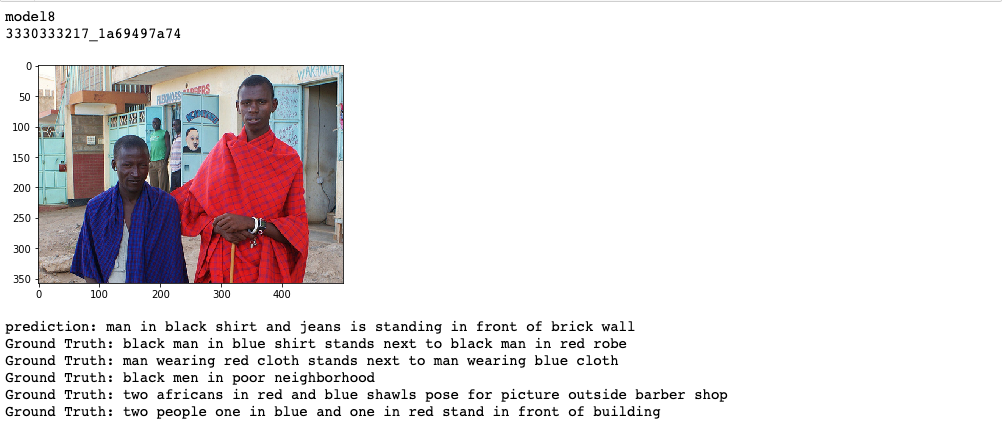 model8
3330333217_1a69497a74
0
50
100
150
200
250
300
350
0 100 200 300 400
prediction: man in black shirt and jeans is standing in front of brick wall
Ground Truth: black man in blue shirt stands next to black man in red robe
Ground Truth: man wearing red cloth stands next to man wearing blue cloth
Ground Truth: black men in poor neighborhood
Ground Truth: two africans in red and blue shawls pose for picture outside barber shop
Ground Truth: two people one in blue and one in red stand in front of building